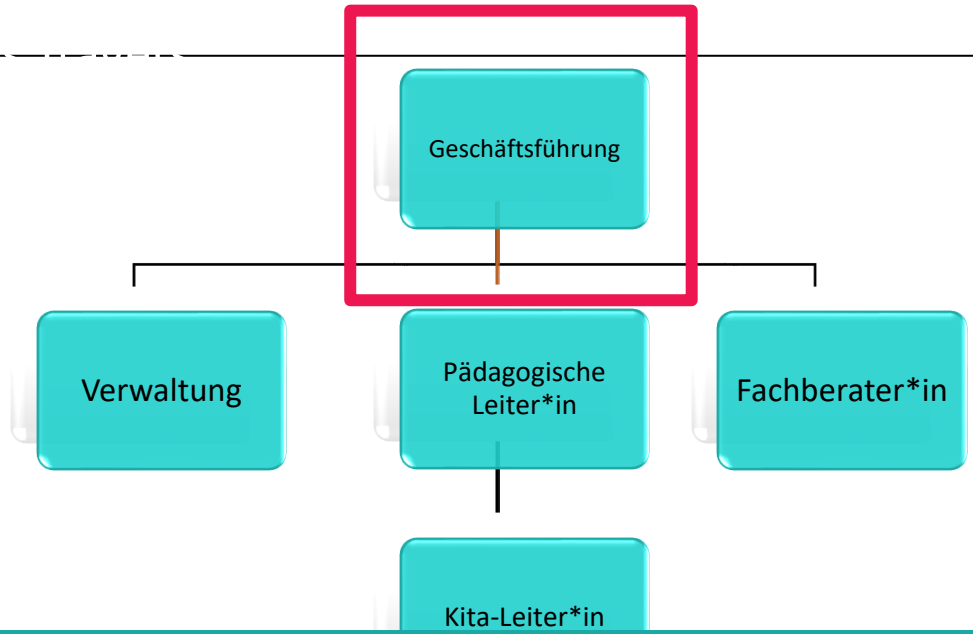 Geschäftsführung
Verwaltung
Pädagogische
Leiter*in
Fachberater*in
Kita-Leiter*in